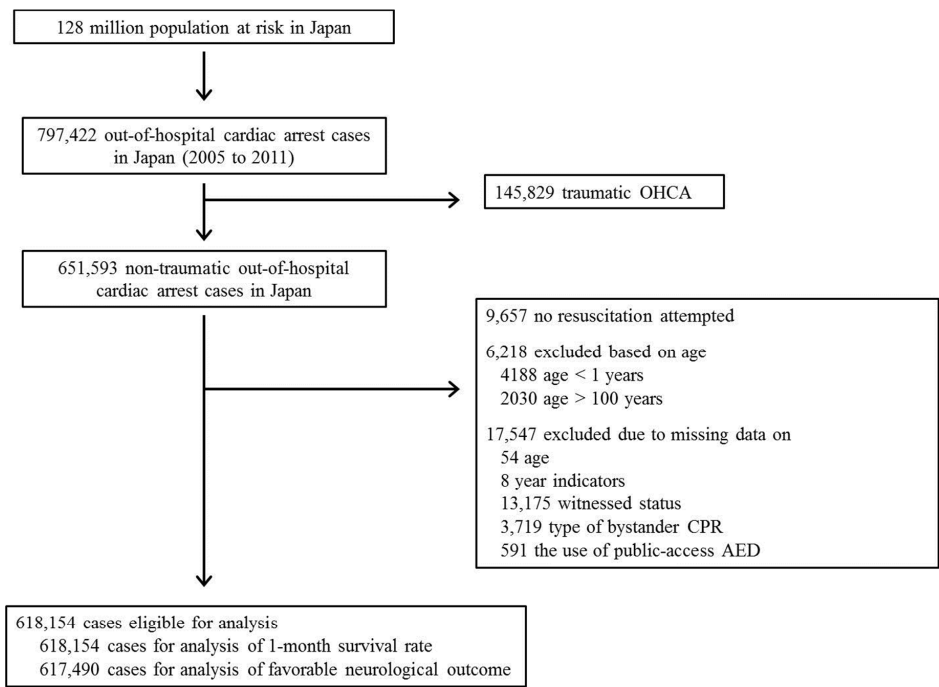 128 million population at risk in Japan
797,422 out-of-hospital cardiac arrest cases
in Japan (2005 to 2011)
145,829 traumatic OHCA
651,593 non-traumatic out-of-hospital
cardiac arrest cases in Japan
9,657 no resuscitation attempted
6,218 excluded based on age
4188 age < 1 years
2030 age > 100 years
17,547 excluded due to missing data on
54 age
8 year indicators
13,175 witnessed status
3,719 type of bystander CPR
591 the use of public-access AED
618,154 cases eligible for analysis
618,154 cases for analysis of 1-month survival rate
617,490 cases for analysis of favorable neurological outcome